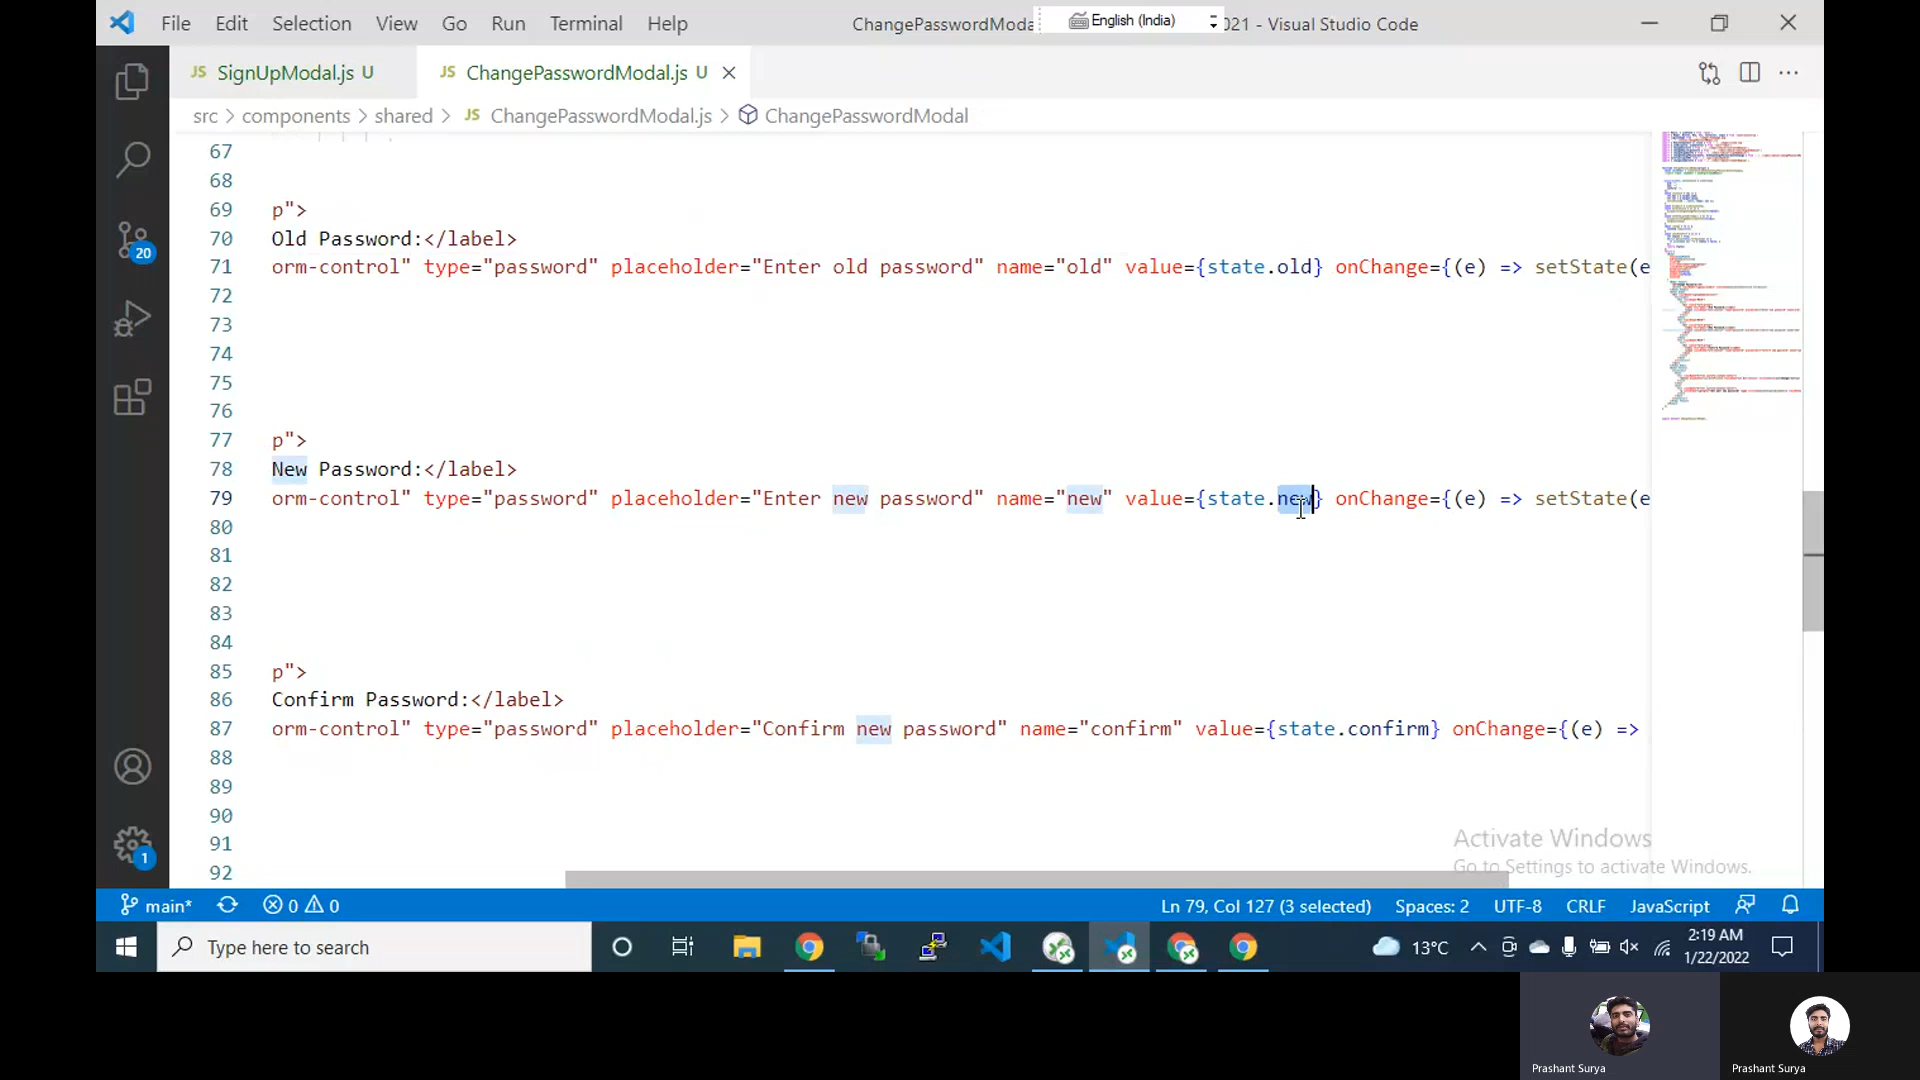 File Edit Selection View Go Run Terminal Help
ChangePasswordModa
English (India)
021 - Visual Studio Code
JS SignUpModal.js U
JS ChangePasswordModal.js U
src > components > shared > JS ChangePasswordModal.js > ChangePasswordModal
67
68
69 p">
70 Old Password:</label>
71 orm-control" type="password" placeholder="Enter old password" name="old" value={state.old} onChange={(e) => setState(e
72
73
74
75
76
77 p">
78 New Password:</label>
79 orm-control" type="password" placeholder="Enter new password" name="new" value={state.new} onChange={(e) => setState(e
80
81
82
83
84
85 p">
86 Confirm Password:</label>
87 orm-control" type="password" placeholder="Confirm new password" name="confirm" value={state.confirm} onChange={(e) =>
88
89
90
91
92
20
1
Activate Windows
Go to Settings to activate Windows.
main* 0 0 Ln 79, Col 127 (3 selected) Spaces: 2 UTF-8 CRLF JavaScript
Type here to search
13°C
2:19 AM
1/22/2022
Prashant Surya
Prashant Surya